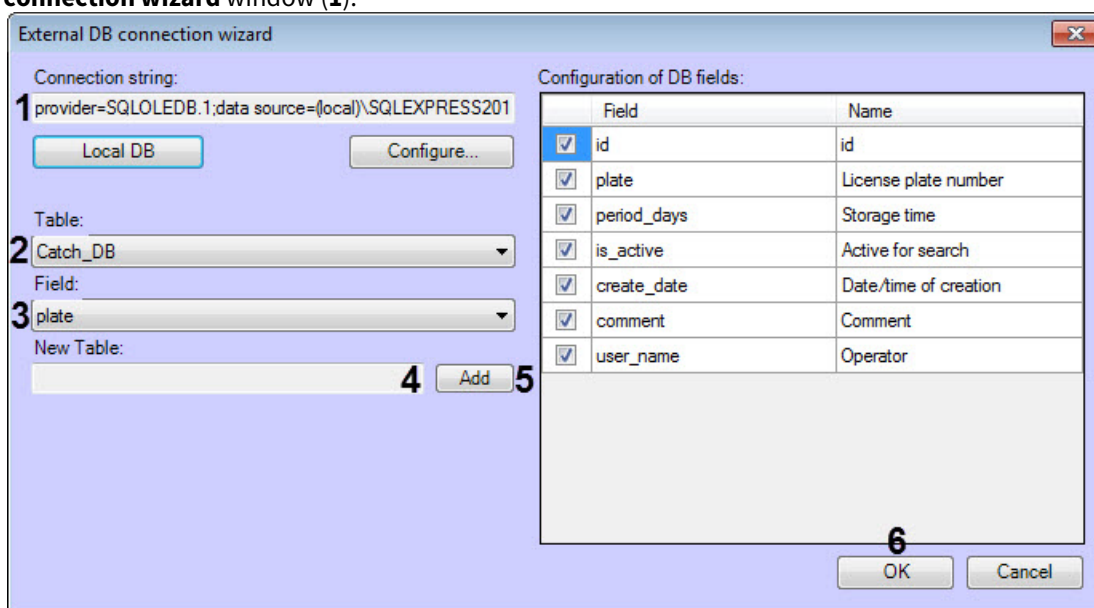 connection wizard window (1).
External DB connection wizard
Connection string:
1 provider=SQLOLEDB.1;data source=(local)\SQLEXPRESS201
Local DB Configure...
Table:
2 Catch_DB
Field:
3 plate
New Table:
4 Add 5
Configuration of DB fields:
Field Name
id id
plate License plate number
period_days Storage time
is_active Active for search
create_date Date/time of creation
comment Comment
user_name Operator
6
OK Cancel